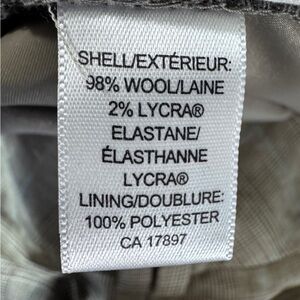 SHELL/EXTÉRIEUR:
98% WOOL/LAINE
2% LYCRA®
ELASTANE/
ÉLASTHANNE
LYCRA®
LINING/DOUBLURE:
100% POLYESTER
CA 17897